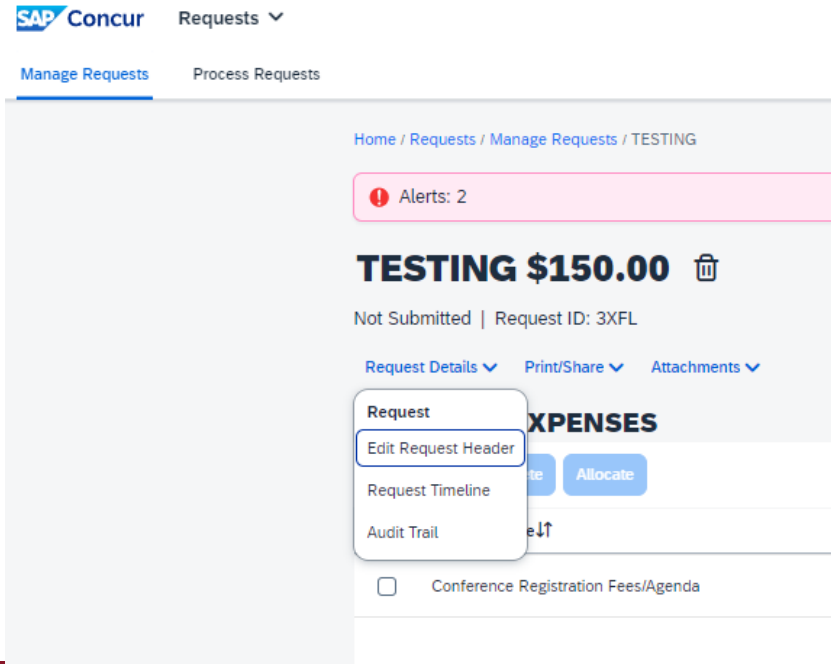 SAP Concur Requests
Manage Requests Process Requests
Home / Requests / Manage Requests / TESTING
Alerts: 2
TESTING $150.00
Not Submitted | Request ID: 3XFL
Request Details Print/Share Attachments
Request
XPENSES
Edit Request Header
Allocate
Request Timeline
Audit Trail
Conference Registration Fees/Agenda